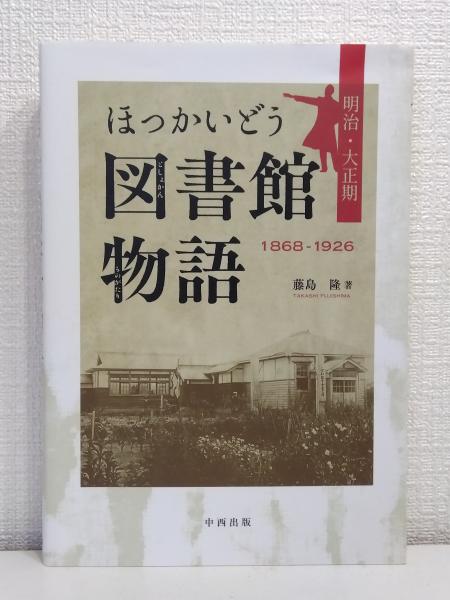 明治・大正期
ほっかいどう
図書館
としょかん
物語
ものがたり
1868-1926
藤島 隆 著
TAKASHI FUJISHIMA
中西出版